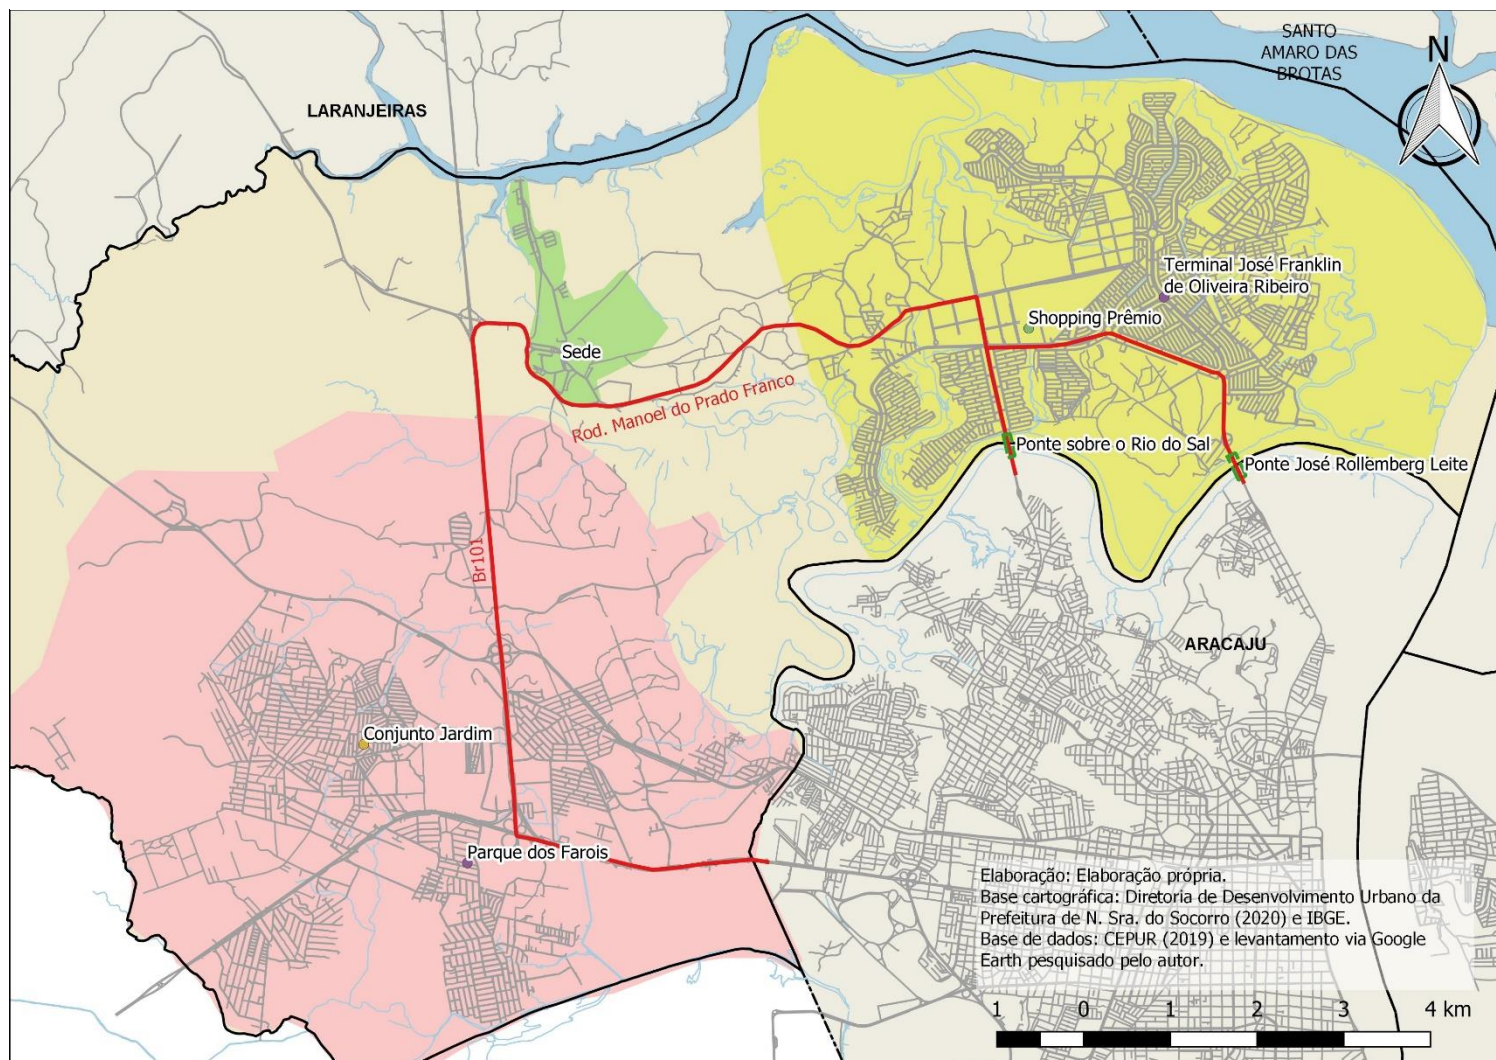 SANTO
AMARO DAS
BROTAS
N
LARANJEIRAS
Terminal José Franklin
de Oliveira Ribeiro
Shopping Prêmio
Sede
Rod. Manoel do Prado Franco
Ponte sobre o Rio do Sal
Ponte José Rollemberg Leite
Br101
ARACAJU
Conjunto Jardim
Parque dos Farois
Elaboração: Elaboração própria.
Base cartográfica: Diretoria de Desenvolvimento Urbano da
Prefeitura de N. Sra. do Socorro (2020) e IBGE.
Base de dados: CEPUR (2019) e levantamento via Google
Earth pesquisado pelo autor.
1 0 1 2 3 4 km